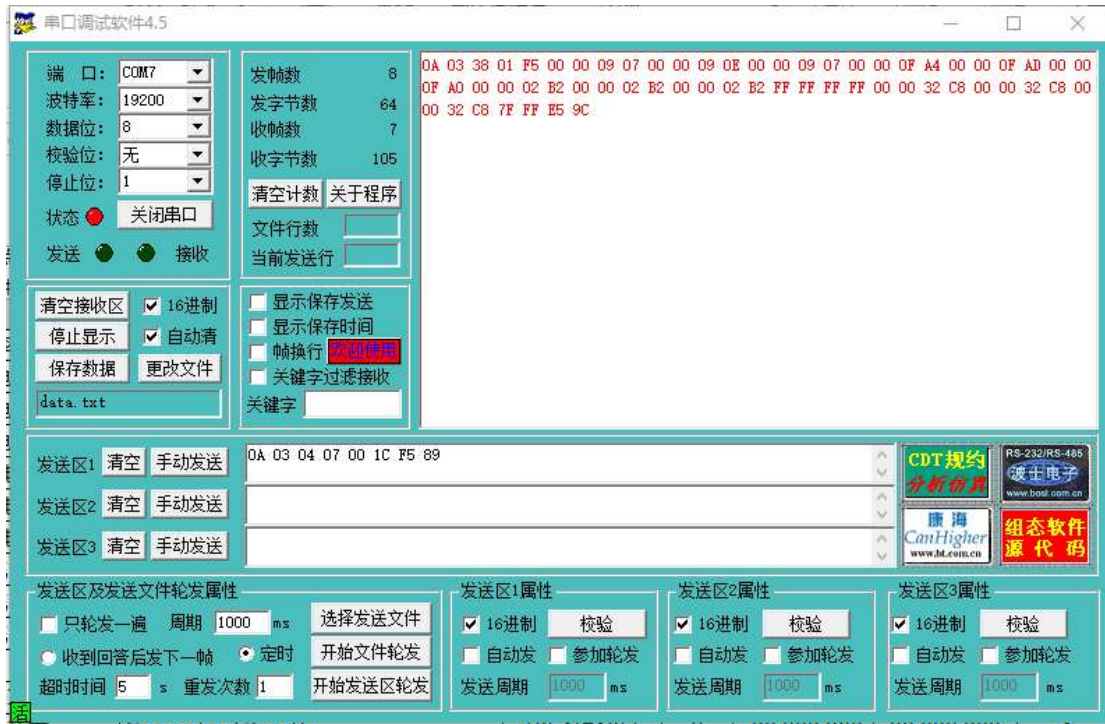 串口调试软件4.5
端 口: COM7
波特率: 19200
数据位: 8
校验位: 无
停止位: 1
状态 关闭串口
发送 接收
发帧数 8
发字节数 64
收帧数 7
收字节数 105
清空计数 关于程序
文件行数
当前发送行
0A 03 38 01 F5 00 00 09 07 00 00 09 0E 00 00 09 07 00 00 0F A4 00 00 0F AD 00 00
0F A0 00 00 02 B2 00 00 02 B2 00 00 02 B2 FF FF FF FF 00 00 32 C8 00 00 32 C8 00
00 32 C8 7F FF E5 9C
清空接收区 16进制
停止显示 自动清
保存数据 更改文件
data.txt
显示保存发送
显示保存时间
帧换行 欢迎使用
关键字过滤接收
关键字
发送区1 清空 手动发送 0A 03 04 07 00 1C F5 89
发送区2 清空 手动发送
发送区3 清空 手动发送
CDT规约
分析仿真
RS-232/RS-485
波士电子
www.bosi.com.cn
康海
CanHigher
www.bt.com.cn
组态软件
源代码
发送区及发送文件轮发属性
只轮发一遍 周期 1000 ms 选择发送文件
收到回答后发下一帧 定时 开始文件轮发
超时时间 5 s 重发次数 1 开始发送区轮发
发送区1属性
16进制 校验
自动发 参加轮发
发送周期 1000 ms
发送区2属性
16进制 校验
自动发 参加轮发
发送周期 1000 ms
发送区3属性
16进制 校验
自动发 参加轮发
发送周期 1000 ms
活